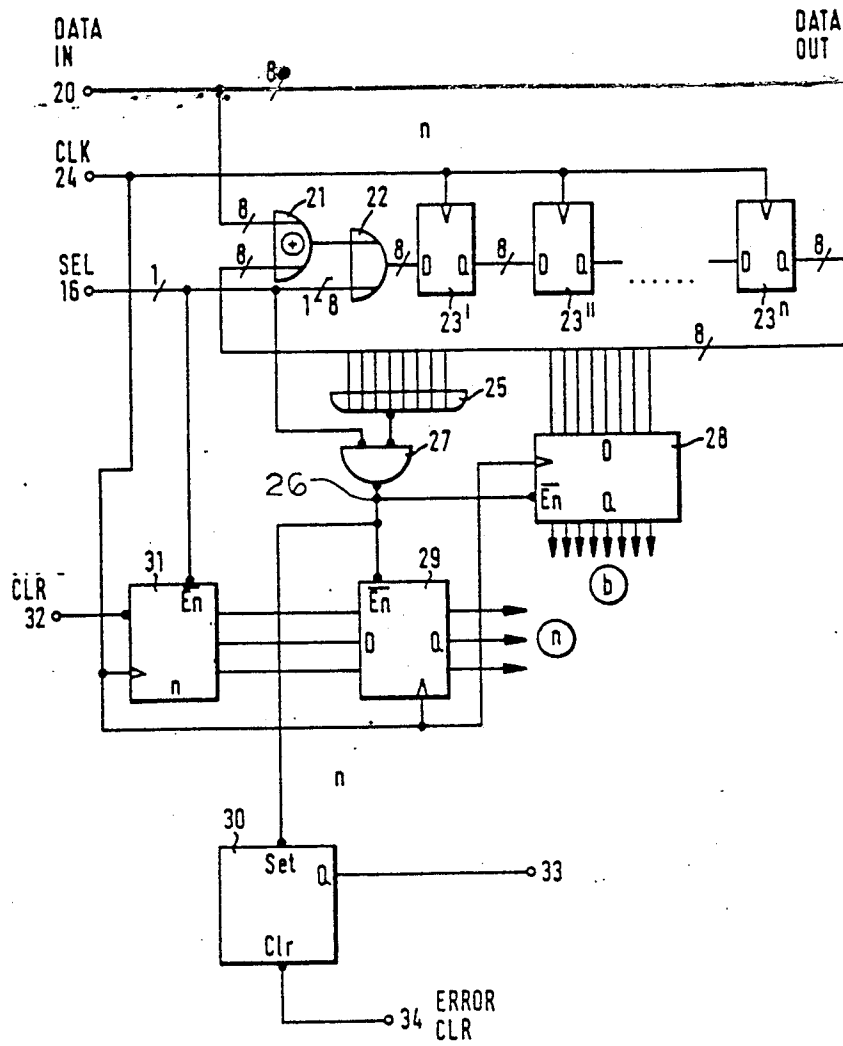 DATA
IN
20
8
DATA
OUT
n
CLK
24
SEL
16
1
8
8
21
+
22
1
8
8
D Q
23'
8
D Q
23"
......
D Q
23n
8
8
25
27
26
28
D
En
Q
b
31
En
n
CLR
32
29
En
D Q
n
n
30
Set
Q
Clr
33
34 ERROR
CLR